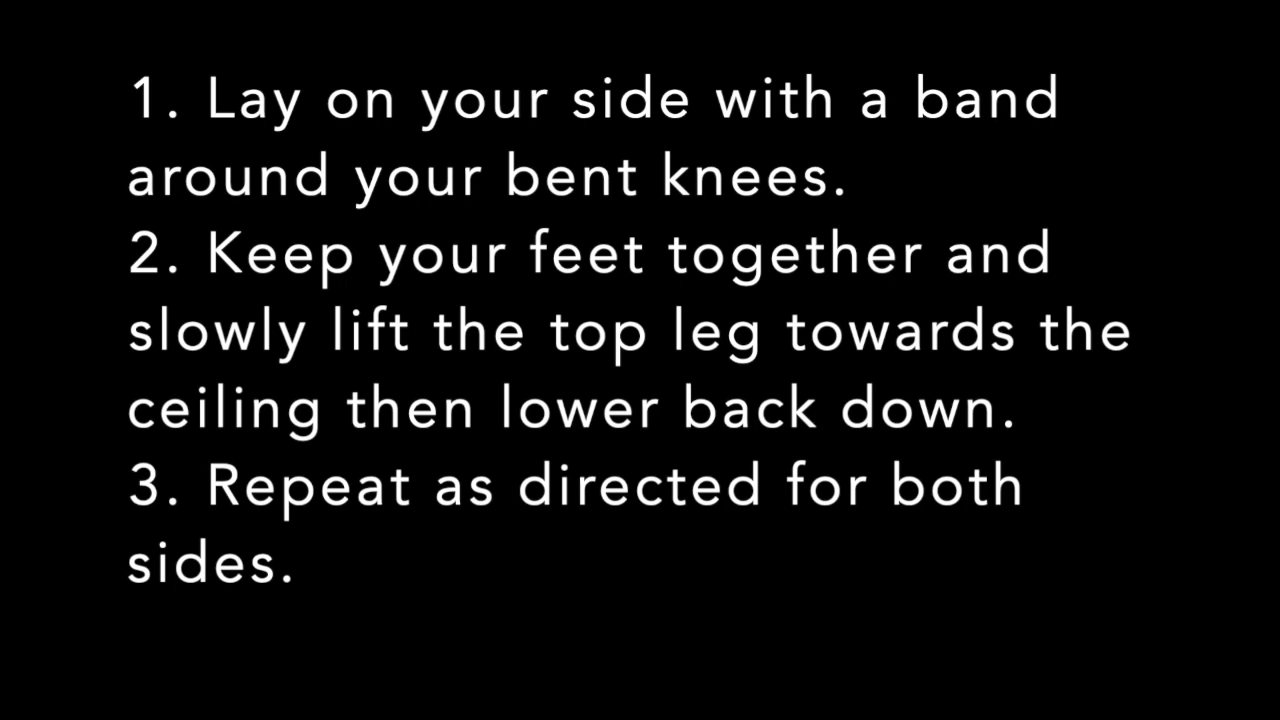 1. Lay on your side with a band
around your bent knees.
2. Keep your feet together and
slowly lift the top leg towards the
ceiling then lower back down.
3. Repeat as directed for both
sides.